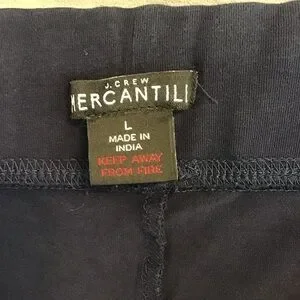 J.CREW
MERCANTILE
L
MADE IN
INDIA
KEEP AWAY
FROM FIRE